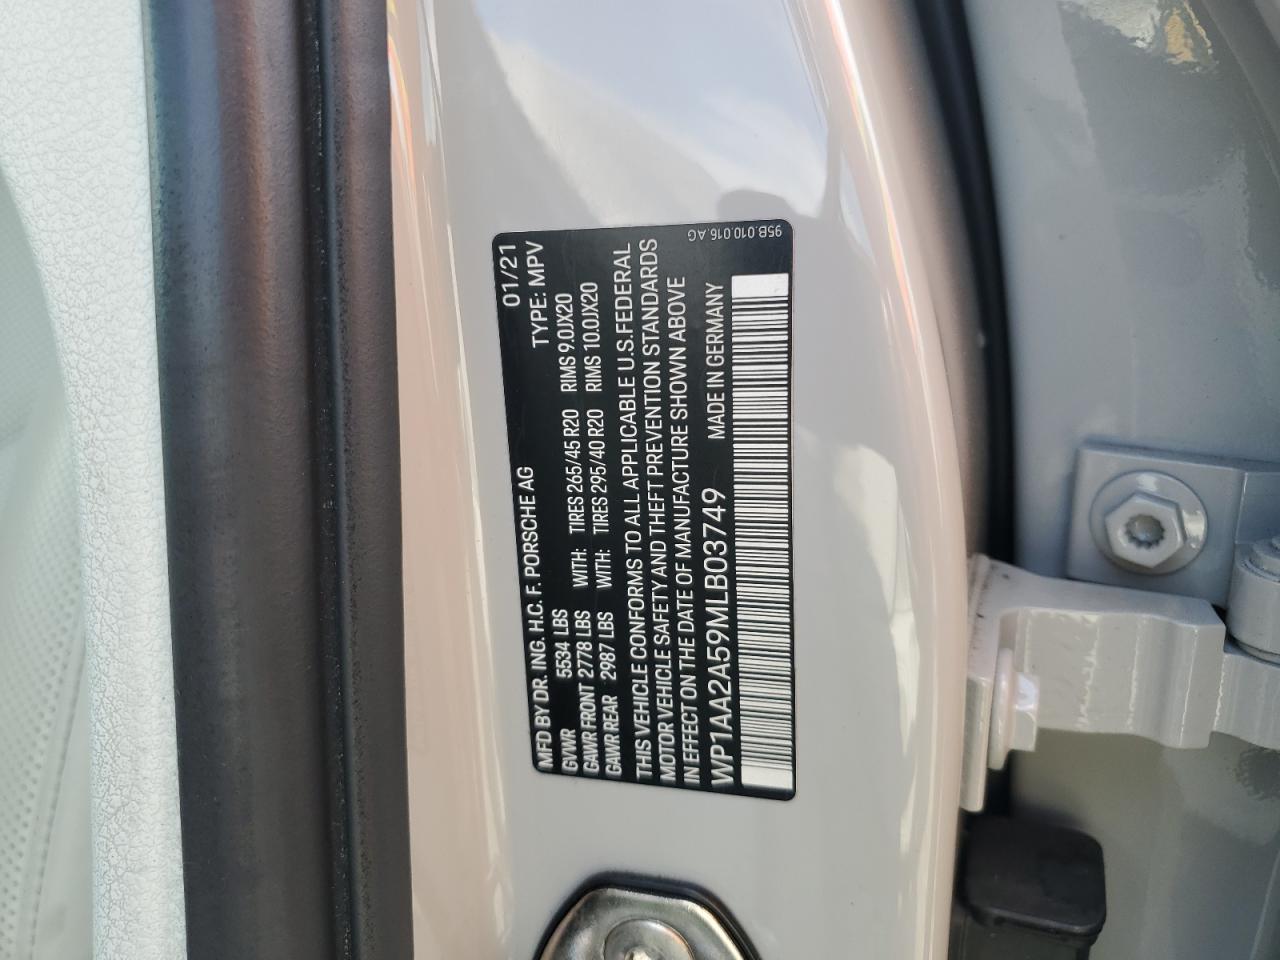 MFD BY DR. ING. H.C. F. PORSCHE AG 01/21
GVWR 5534 LBS TYPE: MPV
GAWR FRONT 2778 LBS WITH: TIRES 265/45 R20 RIMS 9.0JX20
GAWR REAR 2987 LBS WITH: TIRES 295/40 R20 RIMS 10.0JX20
THIS VEHICLE CONFORMS TO ALL APPLICABLE U.S.FEDERAL
MOTOR VEHICLE SAFETY AND THEFT PREVENTION STANDARDS
IN EFFECT ON THE DATE OF MANUFACTURE SHOWN ABOVE
WP1AA2A59MLB03749 MADE IN GERMANY
95B.010.016.AG